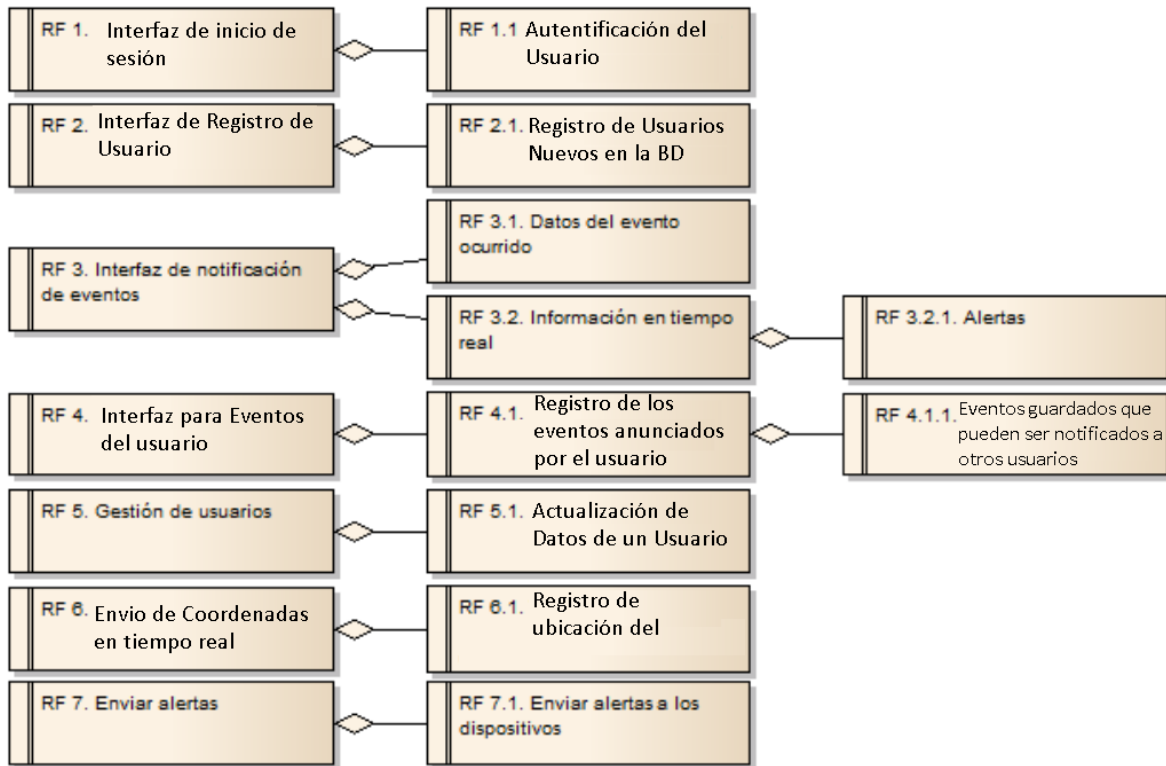 RF 1. Interfaz de inicio de
sesión
RF 1.1 Autentificación del
Usuario
RF 2. Interfaz de Registro de
Usuario
RF 2.1. Registro de Usuarios
Nuevos en la BD
RF 3. Interfaz de notificación
de eventos
RF 3.1. Datos del evento
ocurrido
RF 3.2. Información en tiempo
real
RF 3.2.1. Alertas
RF 4. Interfaz para Eventos
del usuario
RF 4.1. Registro de los
eventos anunciados
por el usuario
RF 4.1.1. Eventos guardados que
pueden ser notificados a
otros usuarios
RF 5. Gestión de usuarios
RF 5.1. Actualización de
Datos de un Usuario
RF 6. Envio de Coordenadas
en tiempo real
RF 6.1. Registro de
ubicación del
RF 7. Enviar alertas
RF 7.1. Enviar alertas a los
dispositivos